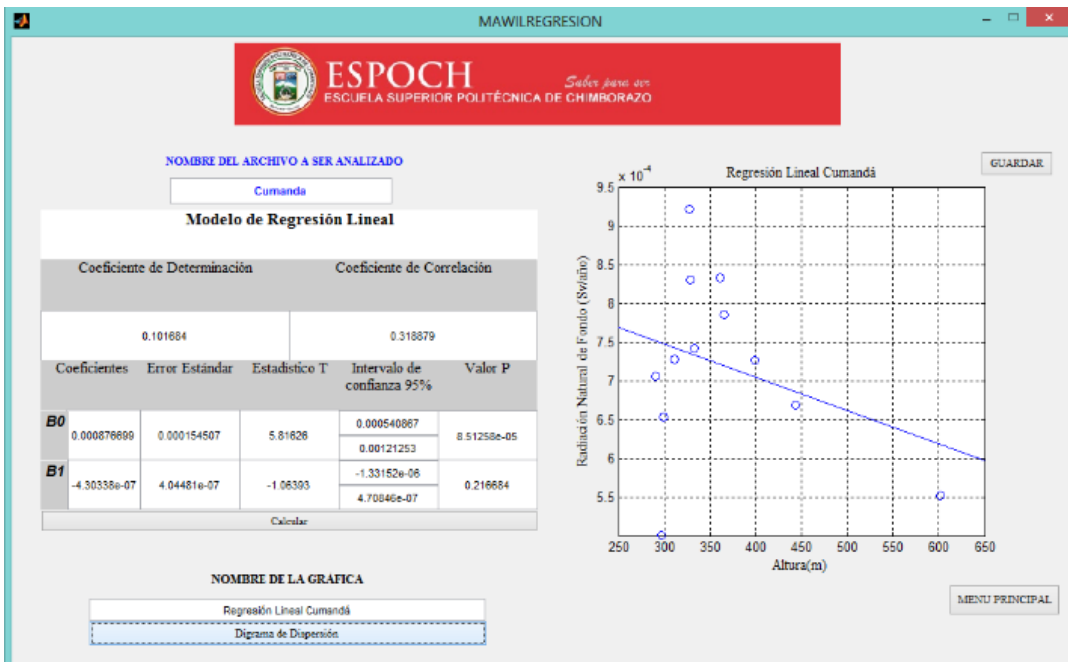 MAWILREGRESION
ESPOCH
Saber para ser
ESCUELA SUPERIOR POLITÉCNICA DE CHIMBORAZO
NOMBRE DEL ARCHIVO A SER ANALIZADO
Cumanda
Modelo de Regresión Lineal
Coeficiente de Determinación Coeficiente de Correlación
0.101684 0.318879
Coeficientes Error Estándar Estadistico T Intervalo de confianza 95% Valor P
B0 0.000876699 0.000154507 5.81626 0.000540867 0.00121253 8.51258e-05
B1 -4.30338e-07 4.04481e-07 -1.06393 -1.33152e-06 4.70846e-07 0.216684
Calcular
NOMBRE DE LA GRÁFICA
Regresión Lineal Cumandá
Digrama de Dispersión
GUARDAR
Regresión Lineal Cumandá
x 10-4
9.5
9
8.5
8
7.5
7
6.5
6
5.5
Radiación Natural de Fondo (Sv/año)
250 300 350 400 450 500 550 600 650
Altura(m)
MENU PRINCIPAL